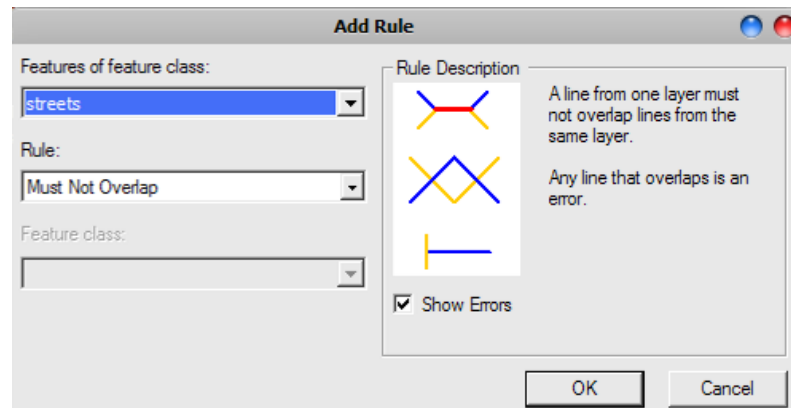 Add Rule
Features of feature class:
streets
Rule:
Must Not Overlap
Feature class:
Rule Description
A line from one layer must
not overlap lines from the
same layer.
Any line that overlaps is an
error.
Show Errors
OK
Cancel